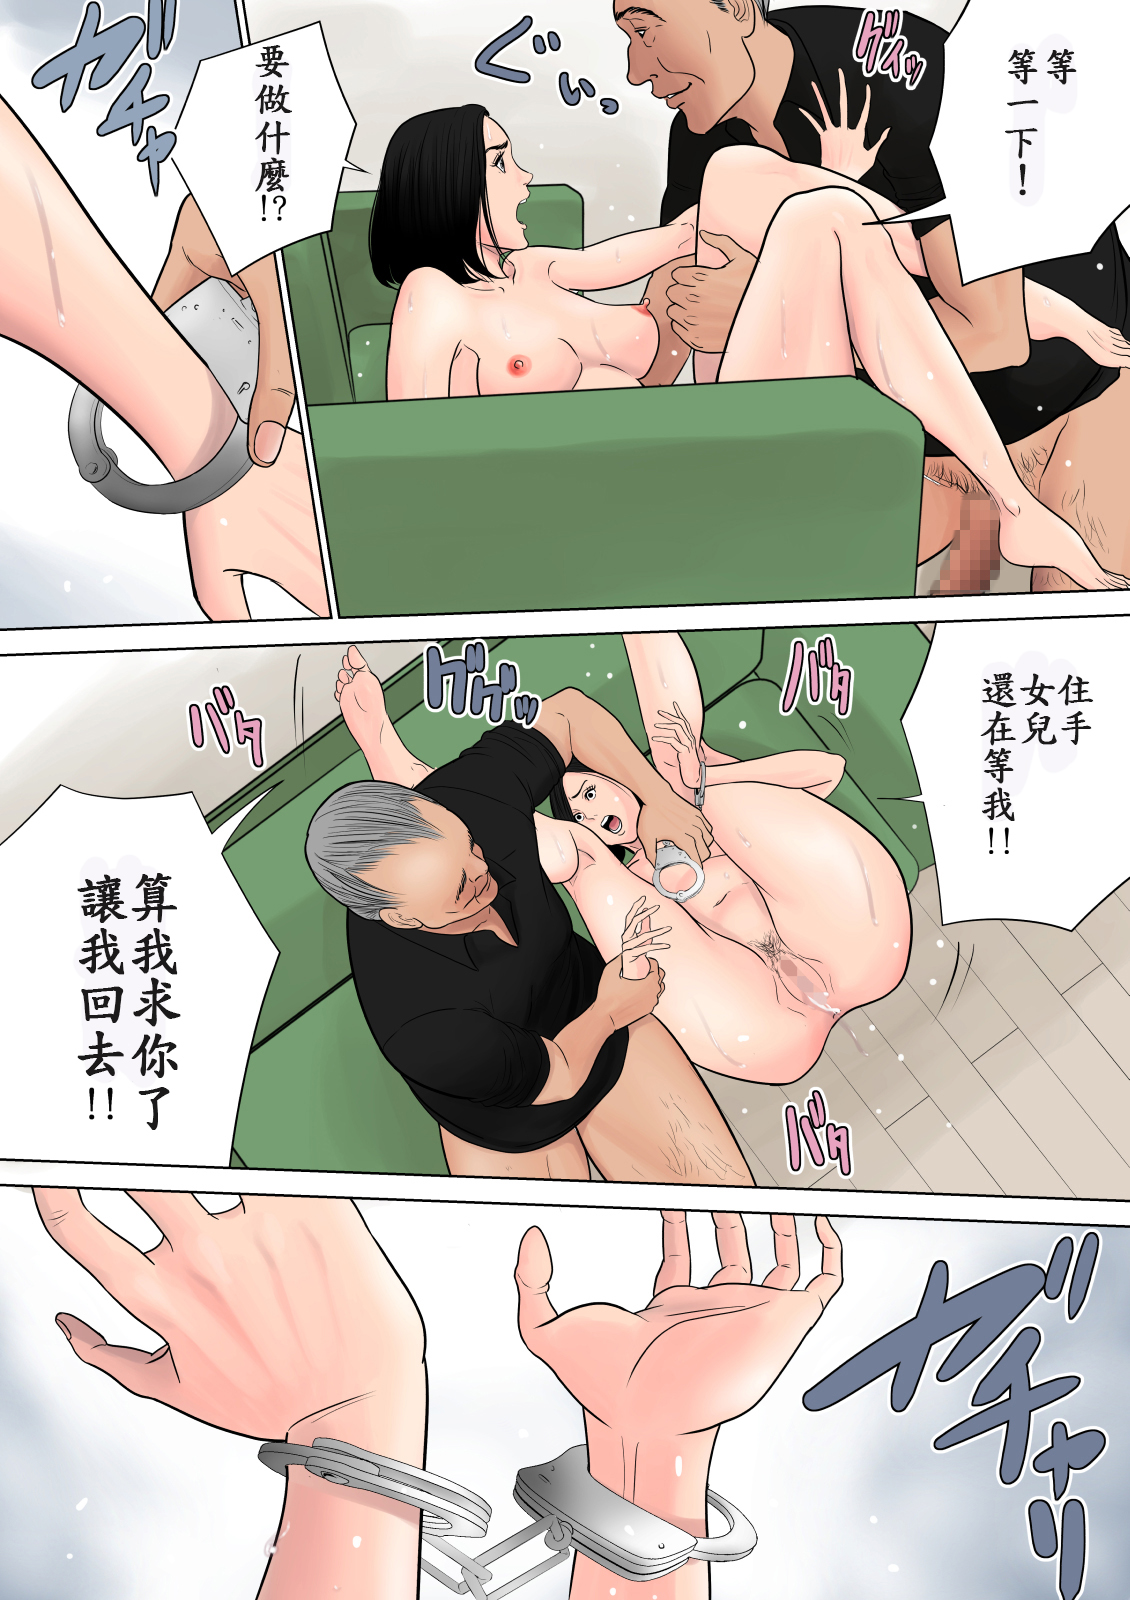 等等
一下！
グイッ
ぐいっ
要做什麼!?
ガチャ
住手
女兒
還在等我!!
バタ
ググッ
バタ
算我求你了
讓我回去!!
バタ
ガチャリ